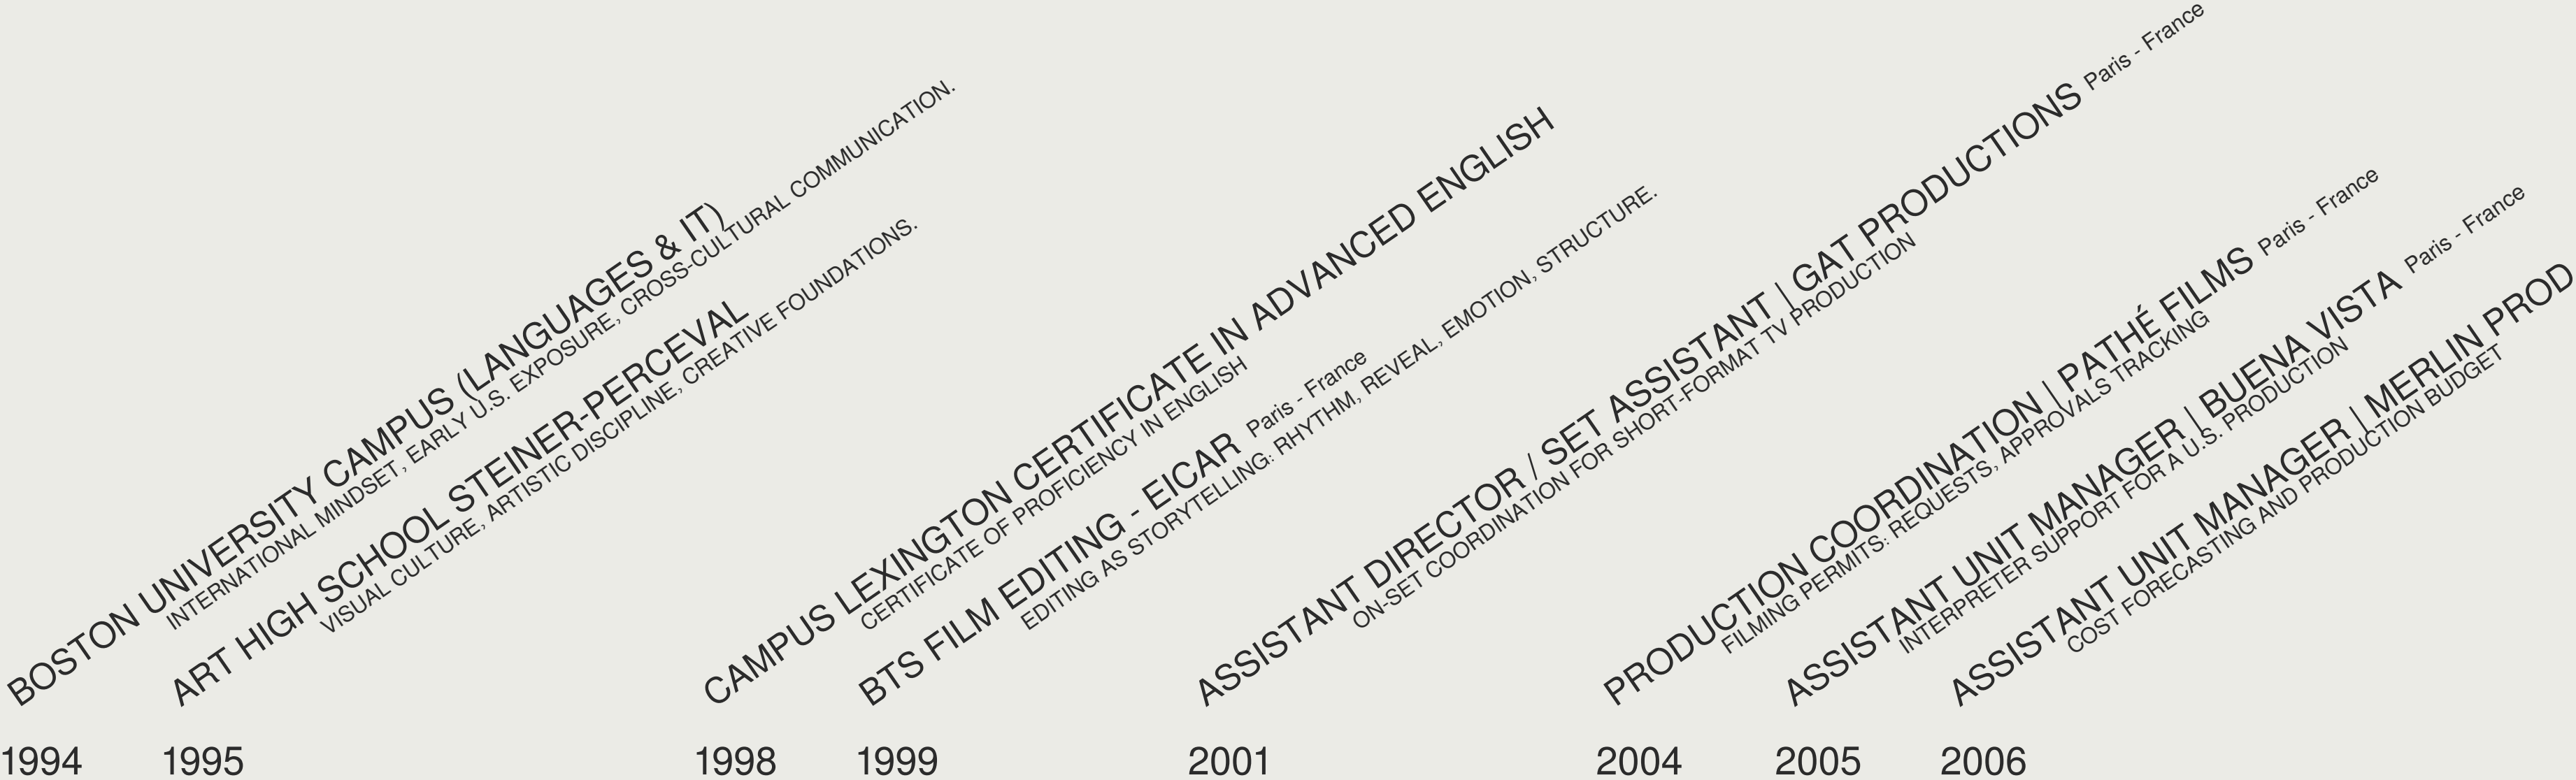 BOSTON UNIVERSITY CAMPUS (LANGUAGES & IT)
INTERNATIONAL MINDSET, EARLY U.S. EXPOSURE, CROSS-CULTURAL COMMUNICATION.
ART HIGH SCHOOL STEINER-PERCEVAL
VISUAL CULTURE, ARTISTIC DISCIPLINE, CREATIVE FOUNDATIONS.
CAMPUS LEXINGTON CERTIFICATE IN ADVANCED ENGLISH
CERTIFICATE OF PROFICIENCY IN ENGLISH
BTS FILM EDITING - EICAR Paris - France
EDITING AS STORYTELLING: RHYTHM, REVEAL, EMOTION, STRUCTURE.
ASSISTANT DIRECTOR / SET ASSISTANT | GAT PRODUCTIONS Paris - France
ON-SET COORDINATION FOR SHORT-FORMAT TV PRODUCTION
PRODUCTION COORDINATION | PATHÉ FILMS Paris - France
FILMING PERMITS: REQUESTS, APPROVALS TRACKING
ASSISTANT UNIT MANAGER | BUENA VISTA Paris - France
INTERPRETER SUPPORT FOR A U.S. PRODUCTION
ASSISTANT UNIT MANAGER | MERLIN PROD
COST FORECASTING AND PRODUCTION BUDGET
1994 1995 1998 1999 2001 2004 2005 2006